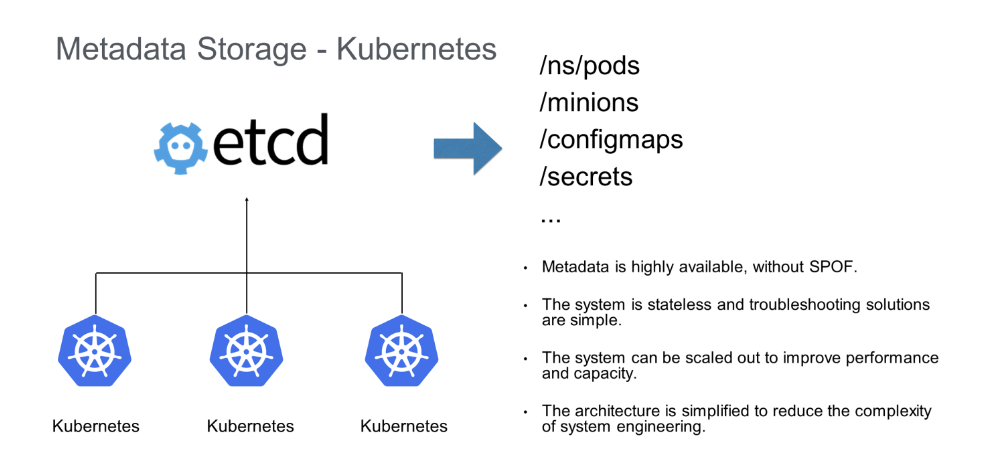 Metadata Storage - Kubernetes
etcd
/ns/pods
/minions
/configmaps
/secrets
...
• Metadata is highly available, without SPOF.
• The system is stateless and troubleshooting solutions
are simple.
• The system can be scaled out to improve performance
and capacity.
• The architecture is simplified to reduce the complexity
of system engineering.
Kubernetes
Kubernetes
Kubernetes